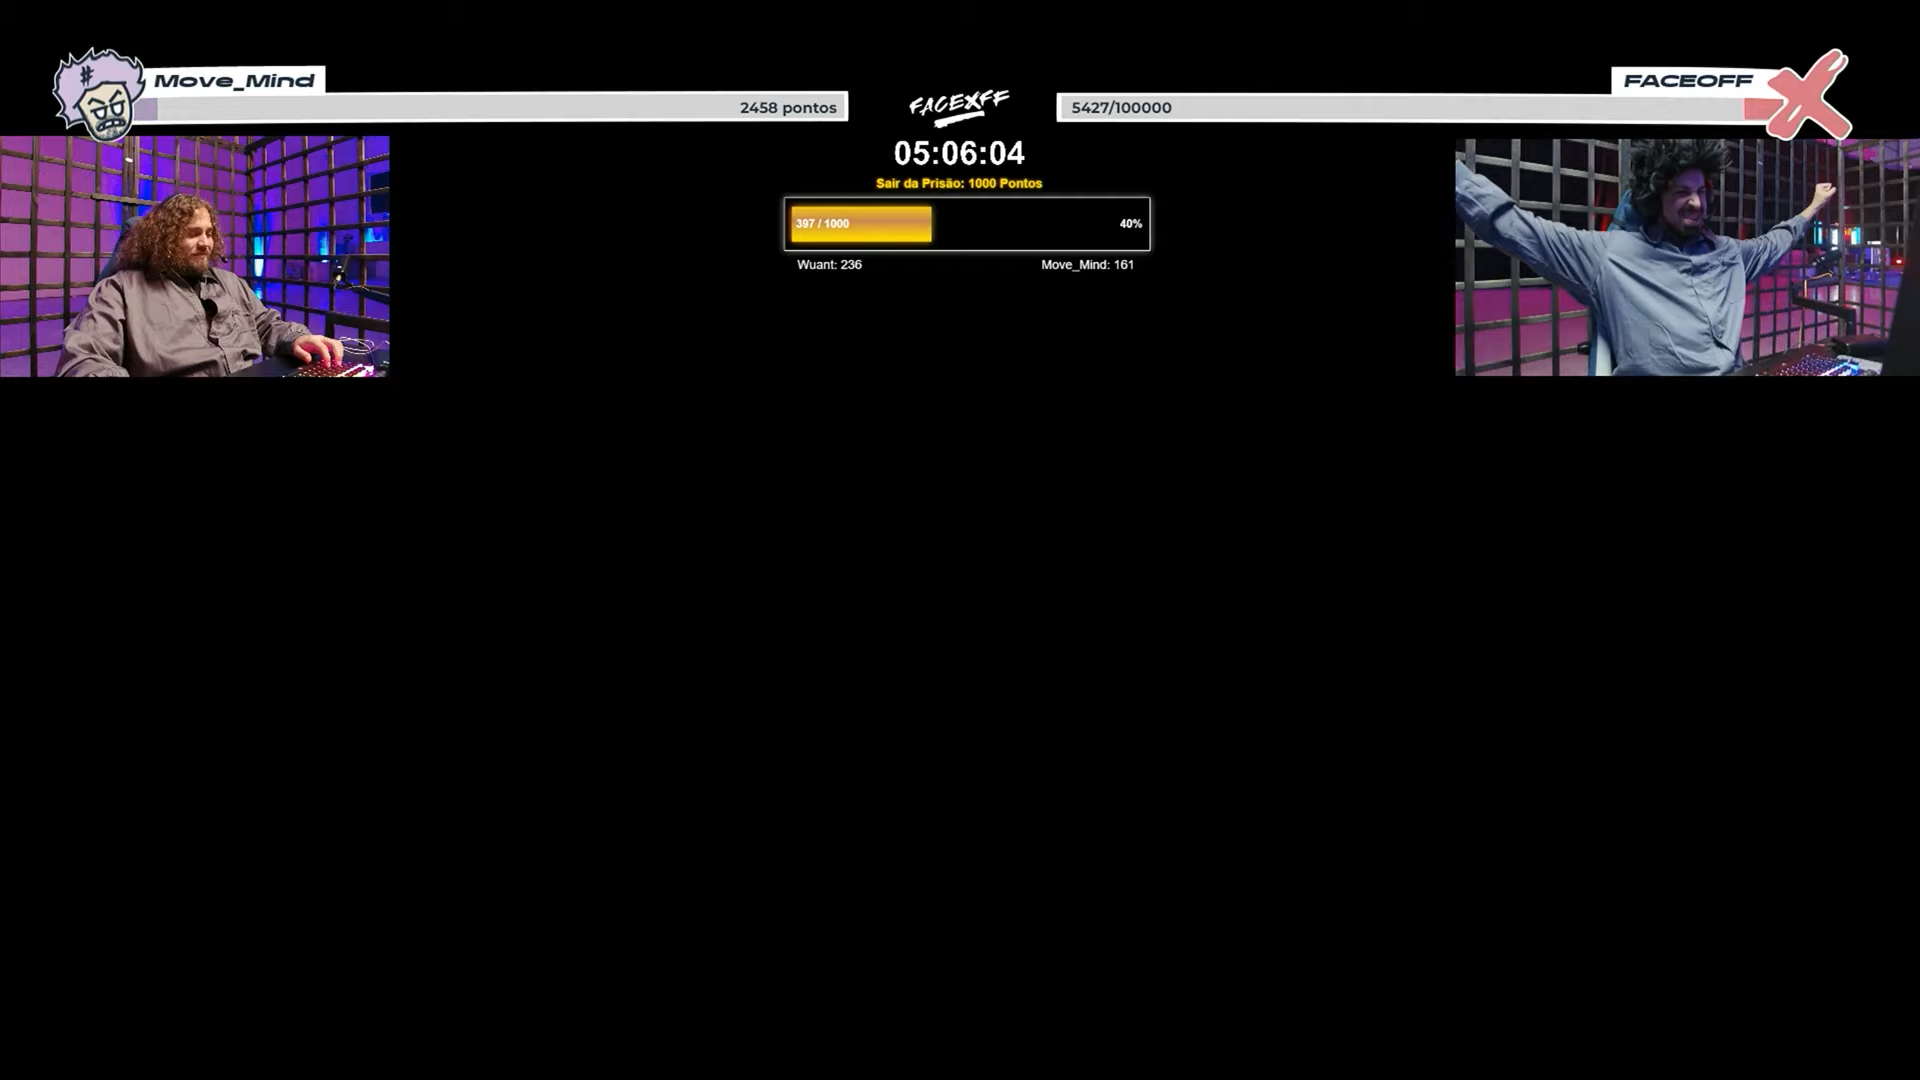 Move_Mind
2458 pontos
FACEXFF
FACEOFF
5427/100000
05:06:04
Sair da Prisão: 1000 Pontos
397 / 1000
40%
Wuant: 236
Move_Mind: 161